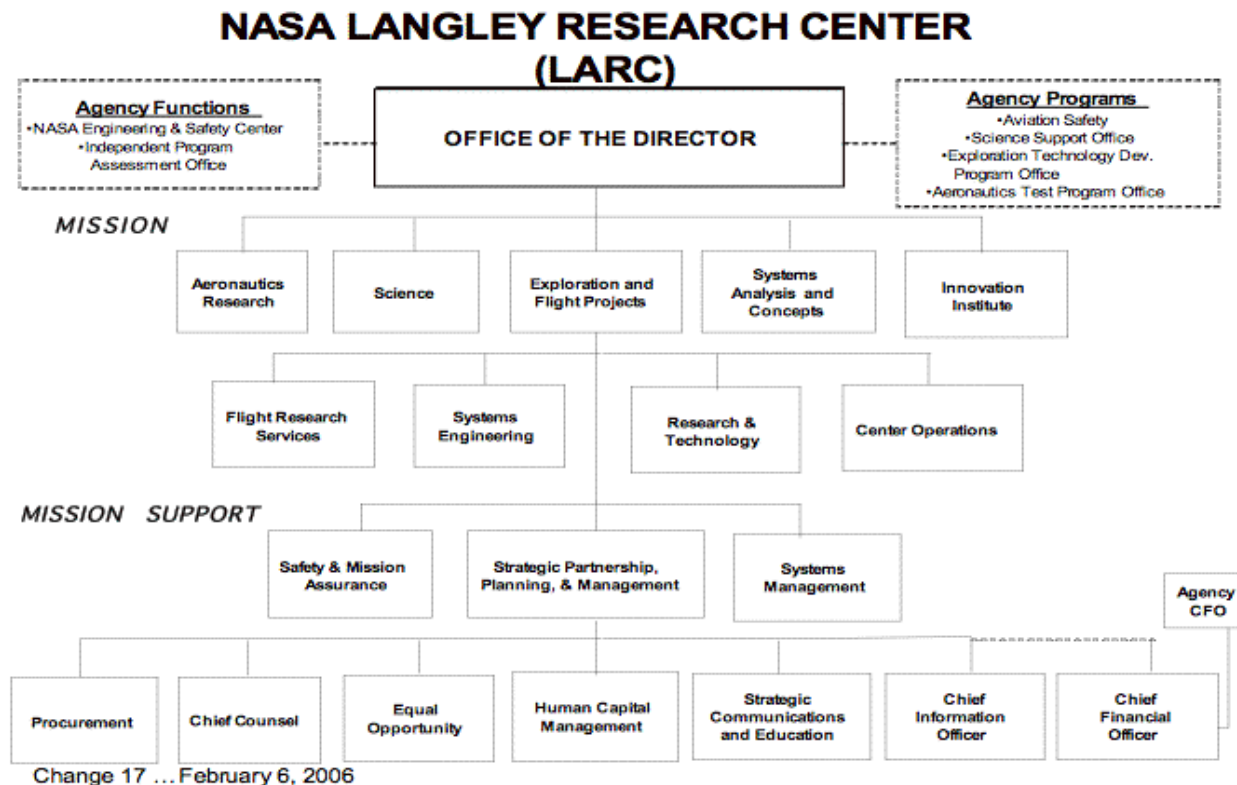 NASA LANGLEY RESEARCH CENTER
(LARC)
Agency Functions
•NASA Engineering & Safety Center
•Independent Program
Assessment Office
OFFICE OF THE DIRECTOR
Agency Programs
•Aviation Safety
•Science Support Office
•Exploration Technology Dev.
Program Office
•Aeronautics Test Program Office
MISSION
Aeronautics
Research
Science
Exploration and
Flight Projects
Systems
Analysis and
Concepts
Innovation
Institute
Flight Research
Services
Systems
Engineering
Research &
Technology
Center Operations
MISSION SUPPORT
Safety & Mission
Assurance
Strategic Partnership,
Planning, & Management
Systems
Management
Agency
CFO
Procurement
Chief Counsel
Equal
Opportunity
Human Capital
Management
Strategic
Communications
and Education
Chief
Information
Officer
Chief
Financial
Officer
Change 17 ... February 6, 2006